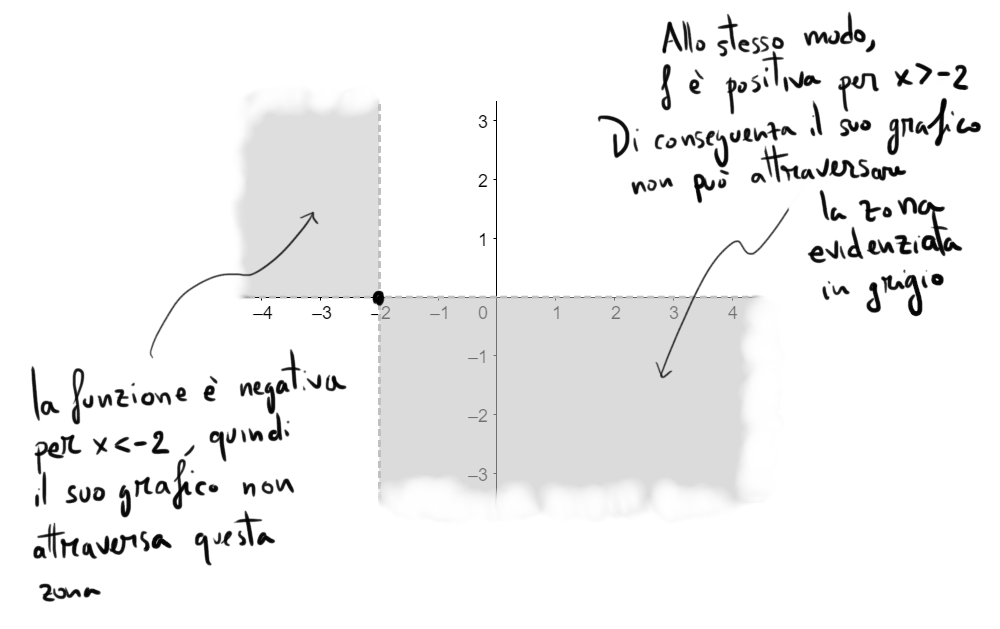 Allo stesso modo,
f è positiva per x>-2
Di conseguenza il suo grafico
non può attraversare
la zona
evidenziata
in grigio
3
2
1
-4 -3 -2 -1 0 1 2 3 4
-1
-2
-3
la funzione è negativa
per x<-2, quindi
il suo grafico non
attraversa questa
zona